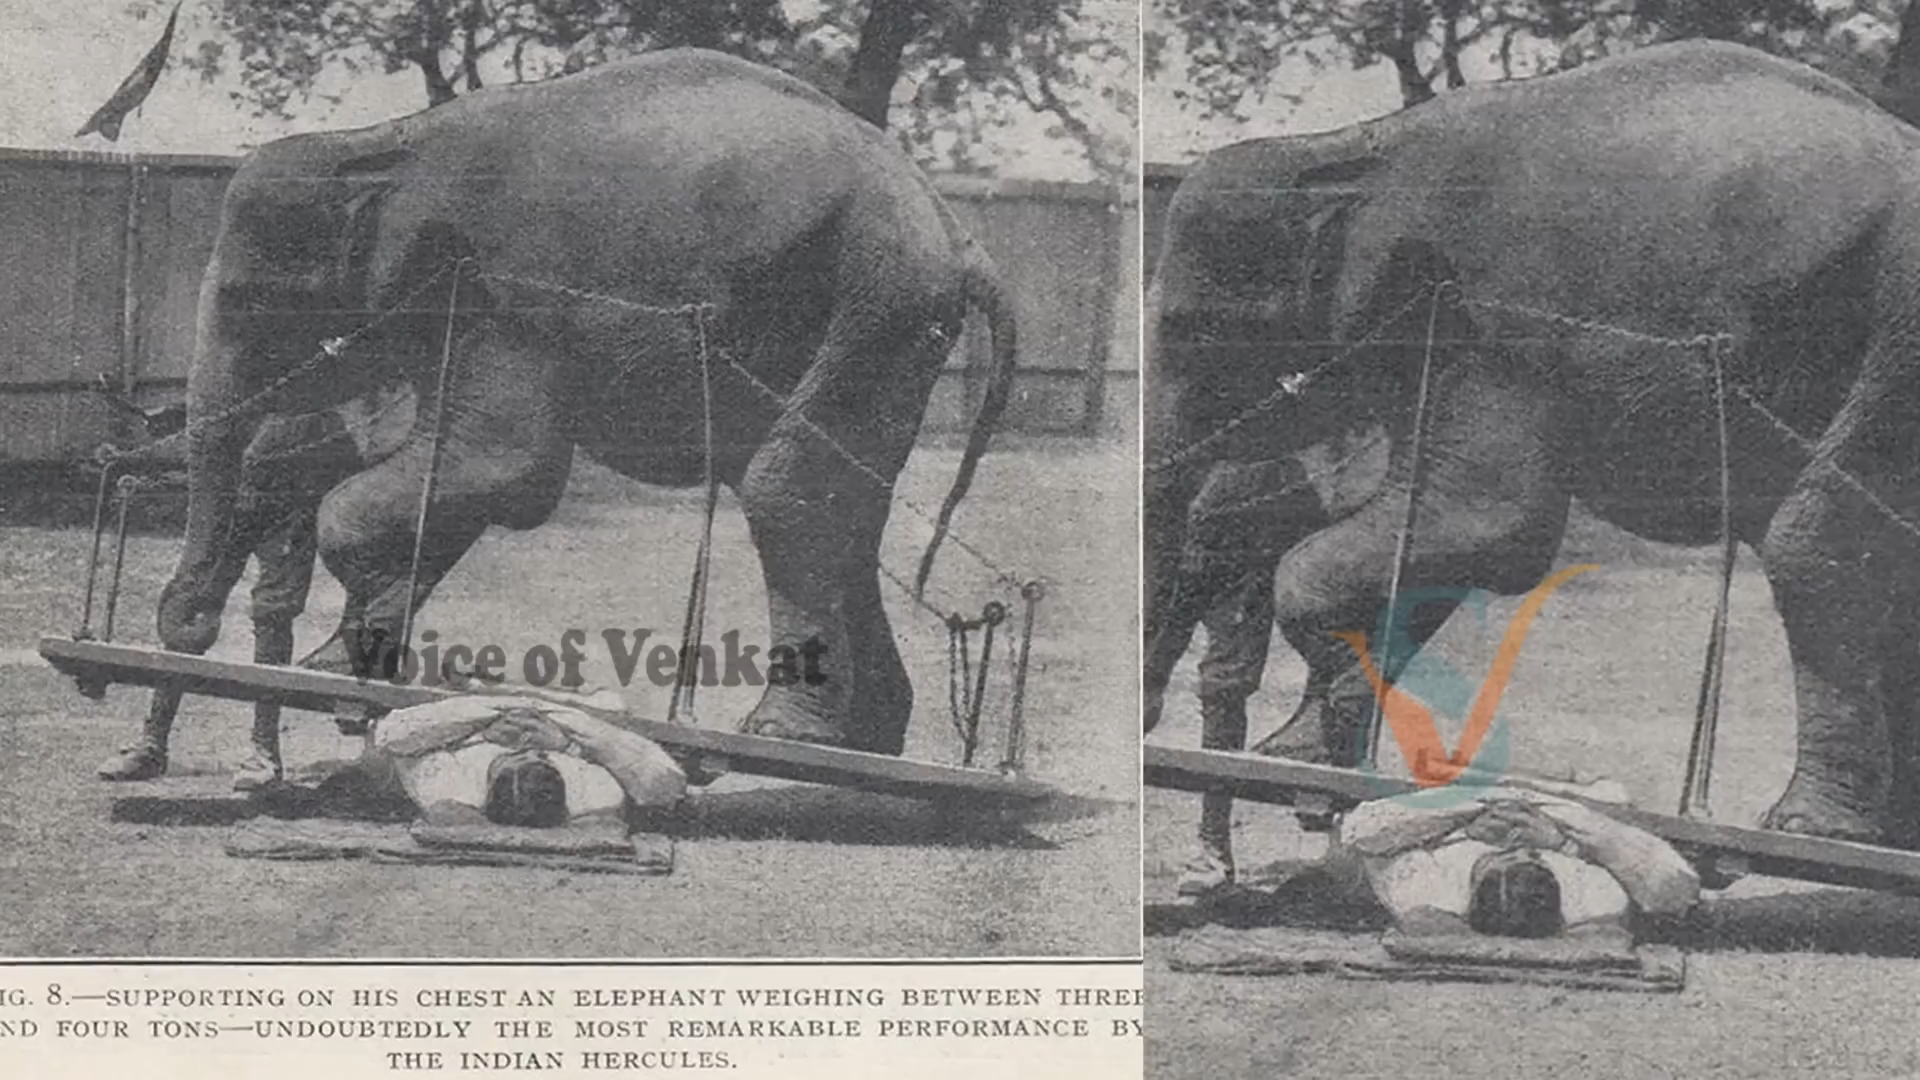 Voice of Venkat
IG. 8.—SUPPORTING ON HIS CHEST AN ELEPHANT WEIGHING BETWEEN THREE
ND FOUR TONS—UNDOUBTEDLY THE MOST REMARKABLE PERFORMANCE BY
THE INDIAN HERCULES.